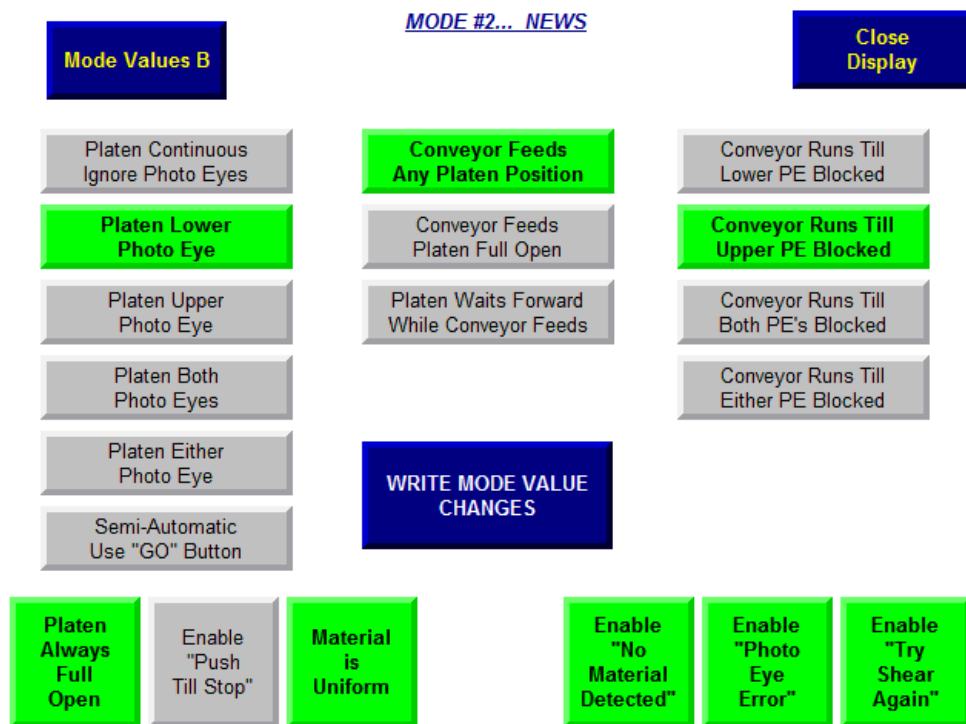 MODE #2... NEWS
Mode Values B
Close
Display
Platen Continuous
Ignore Photo Eyes
Conveyor Feeds
Any Platen Position
Conveyor Runs Till
Lower PE Blocked
Platen Lower
Photo Eye
Conveyor Feeds
Platen Full Open
Conveyor Runs Till
Upper PE Blocked
Platen Upper
Photo Eye
Platen Waits Forward
While Conveyor Feeds
Conveyor Runs Till
Both PE's Blocked
Platen Both
Photo Eyes
Conveyor Runs Till
Either PE Blocked
Platen Either
Photo Eye
WRITE MODE VALUE
CHANGES
Semi-Automatic
Use "GO" Button
Platen
Always
Full
Open
Enable
"Push
Till Stop"
Material
is
Uniform
Enable
"No
Material
Detected"
Enable
"Photo
Eye
Error"
Enable
"Try
Shear
Again"